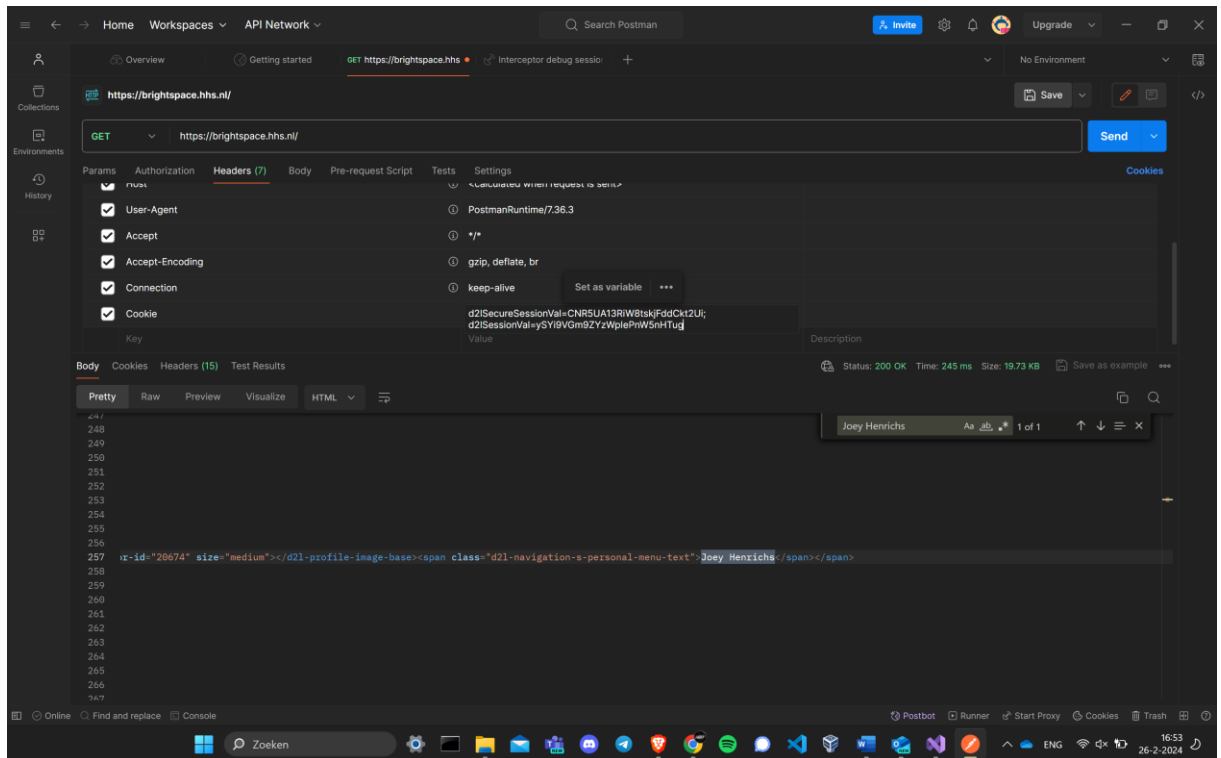 Home Workspaces API Network Search Postman Invite Upgrade
Overview Getting started GET https://brightspace.hhs Interceptor debug sessio No Environment
Collections
https://brightspace.hhs.nl/ Save
GET https://brightspace.hhs.nl/ Send
Environments
Params Authorization Headers (7) Body Pre-request Script Tests Settings Cookies
Host <calculated when request is sent>
History
User-Agent PostmanRuntime/7.36.3
Accept */*
Accept-Encoding gzip, deflate, br
Connection keep-alive Set as variable
Cookie d2lSecureSessionVal=CNR5UA13RiW8tskjFddCkt2Ui;
d2lSessionVal=ySYi9VGm9ZYzWplePnW5nHTug
Key Value Description
Body Cookies Headers (15) Test Results Status: 200 OK Time: 245 ms Size: 19.73 KB Save as example
Pretty Raw Preview Visualize HTML
247
Joey Henrichs Aa ab 1 of 1
248
249
250
251
252
253
254
255
256
257 or-id="20674" size="medium"></d2l-profile-image-base><span class="d2l-navigation-s-personal-menu-text">Joey Henrichs</span></span>
258
259
260
261
262
263
264
265
266
267
Online Find and replace Console Postbot Runner Start Proxy Cookies Trash
Zoeken ENG 16:53
26-2-2024